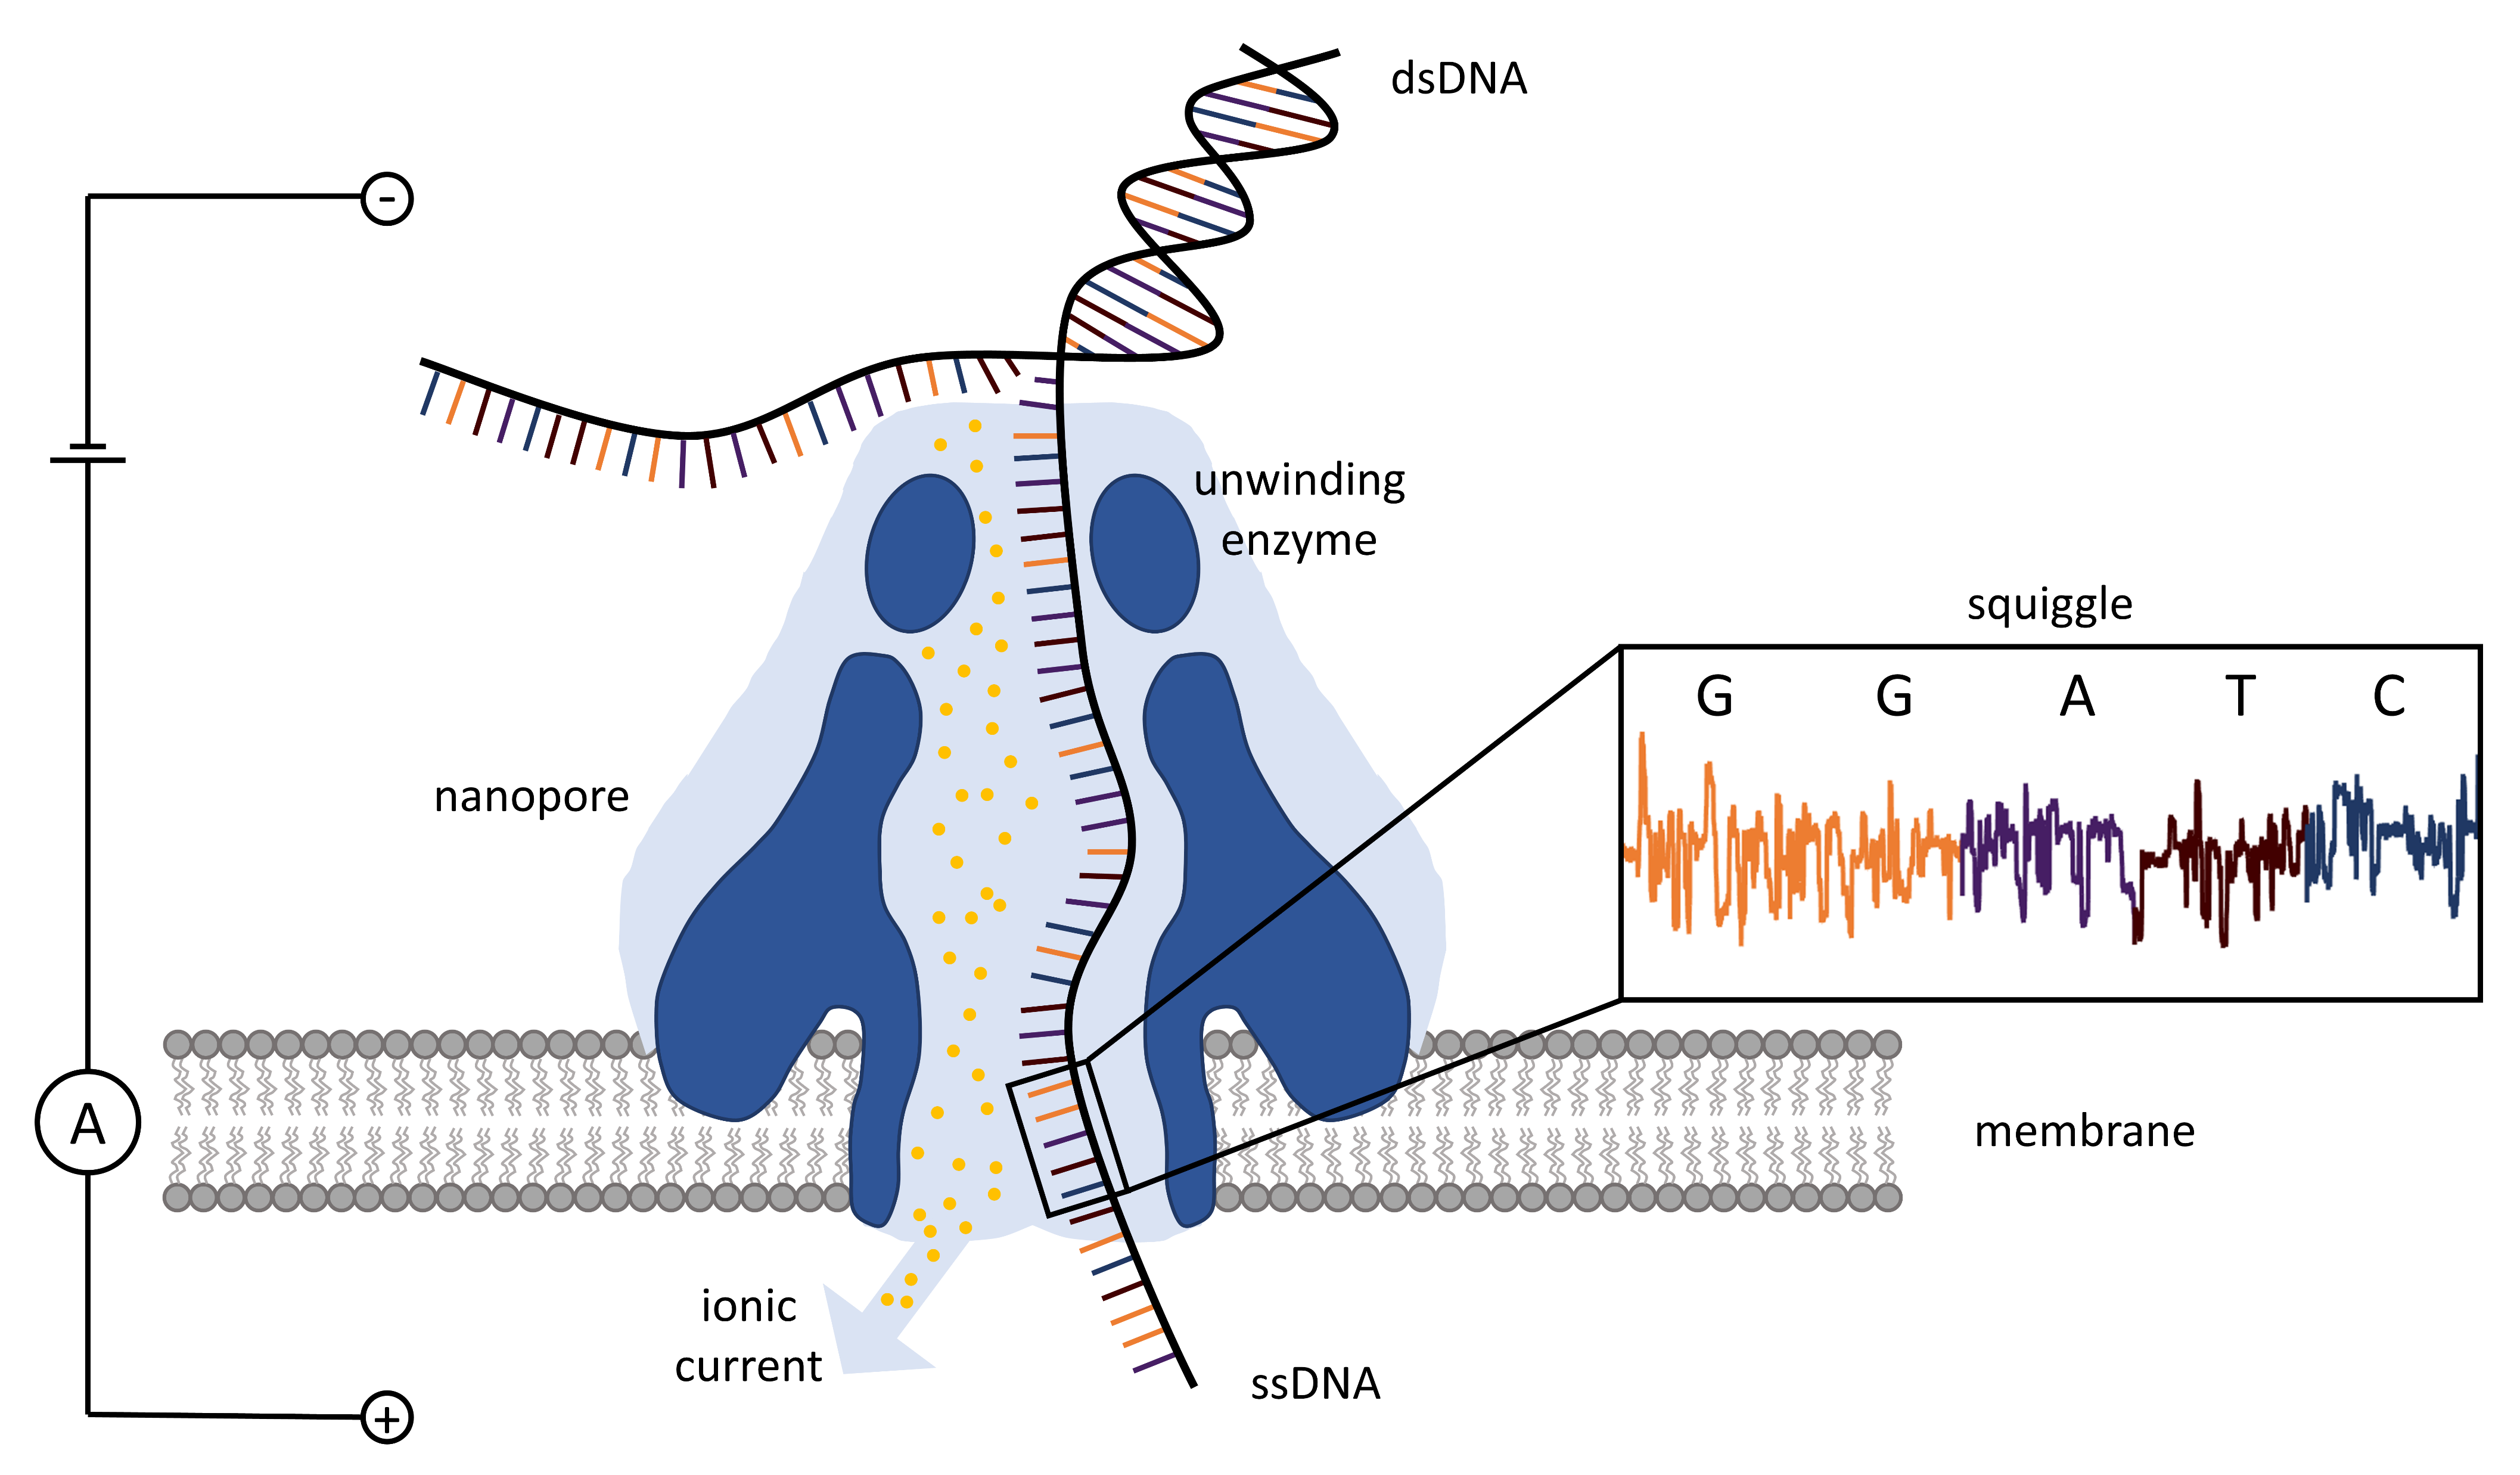 dsDNA
-
unwinding
enzyme
squiggle
G G A T C
nanopore
A
membrane
ionic
current
ssDNA
+